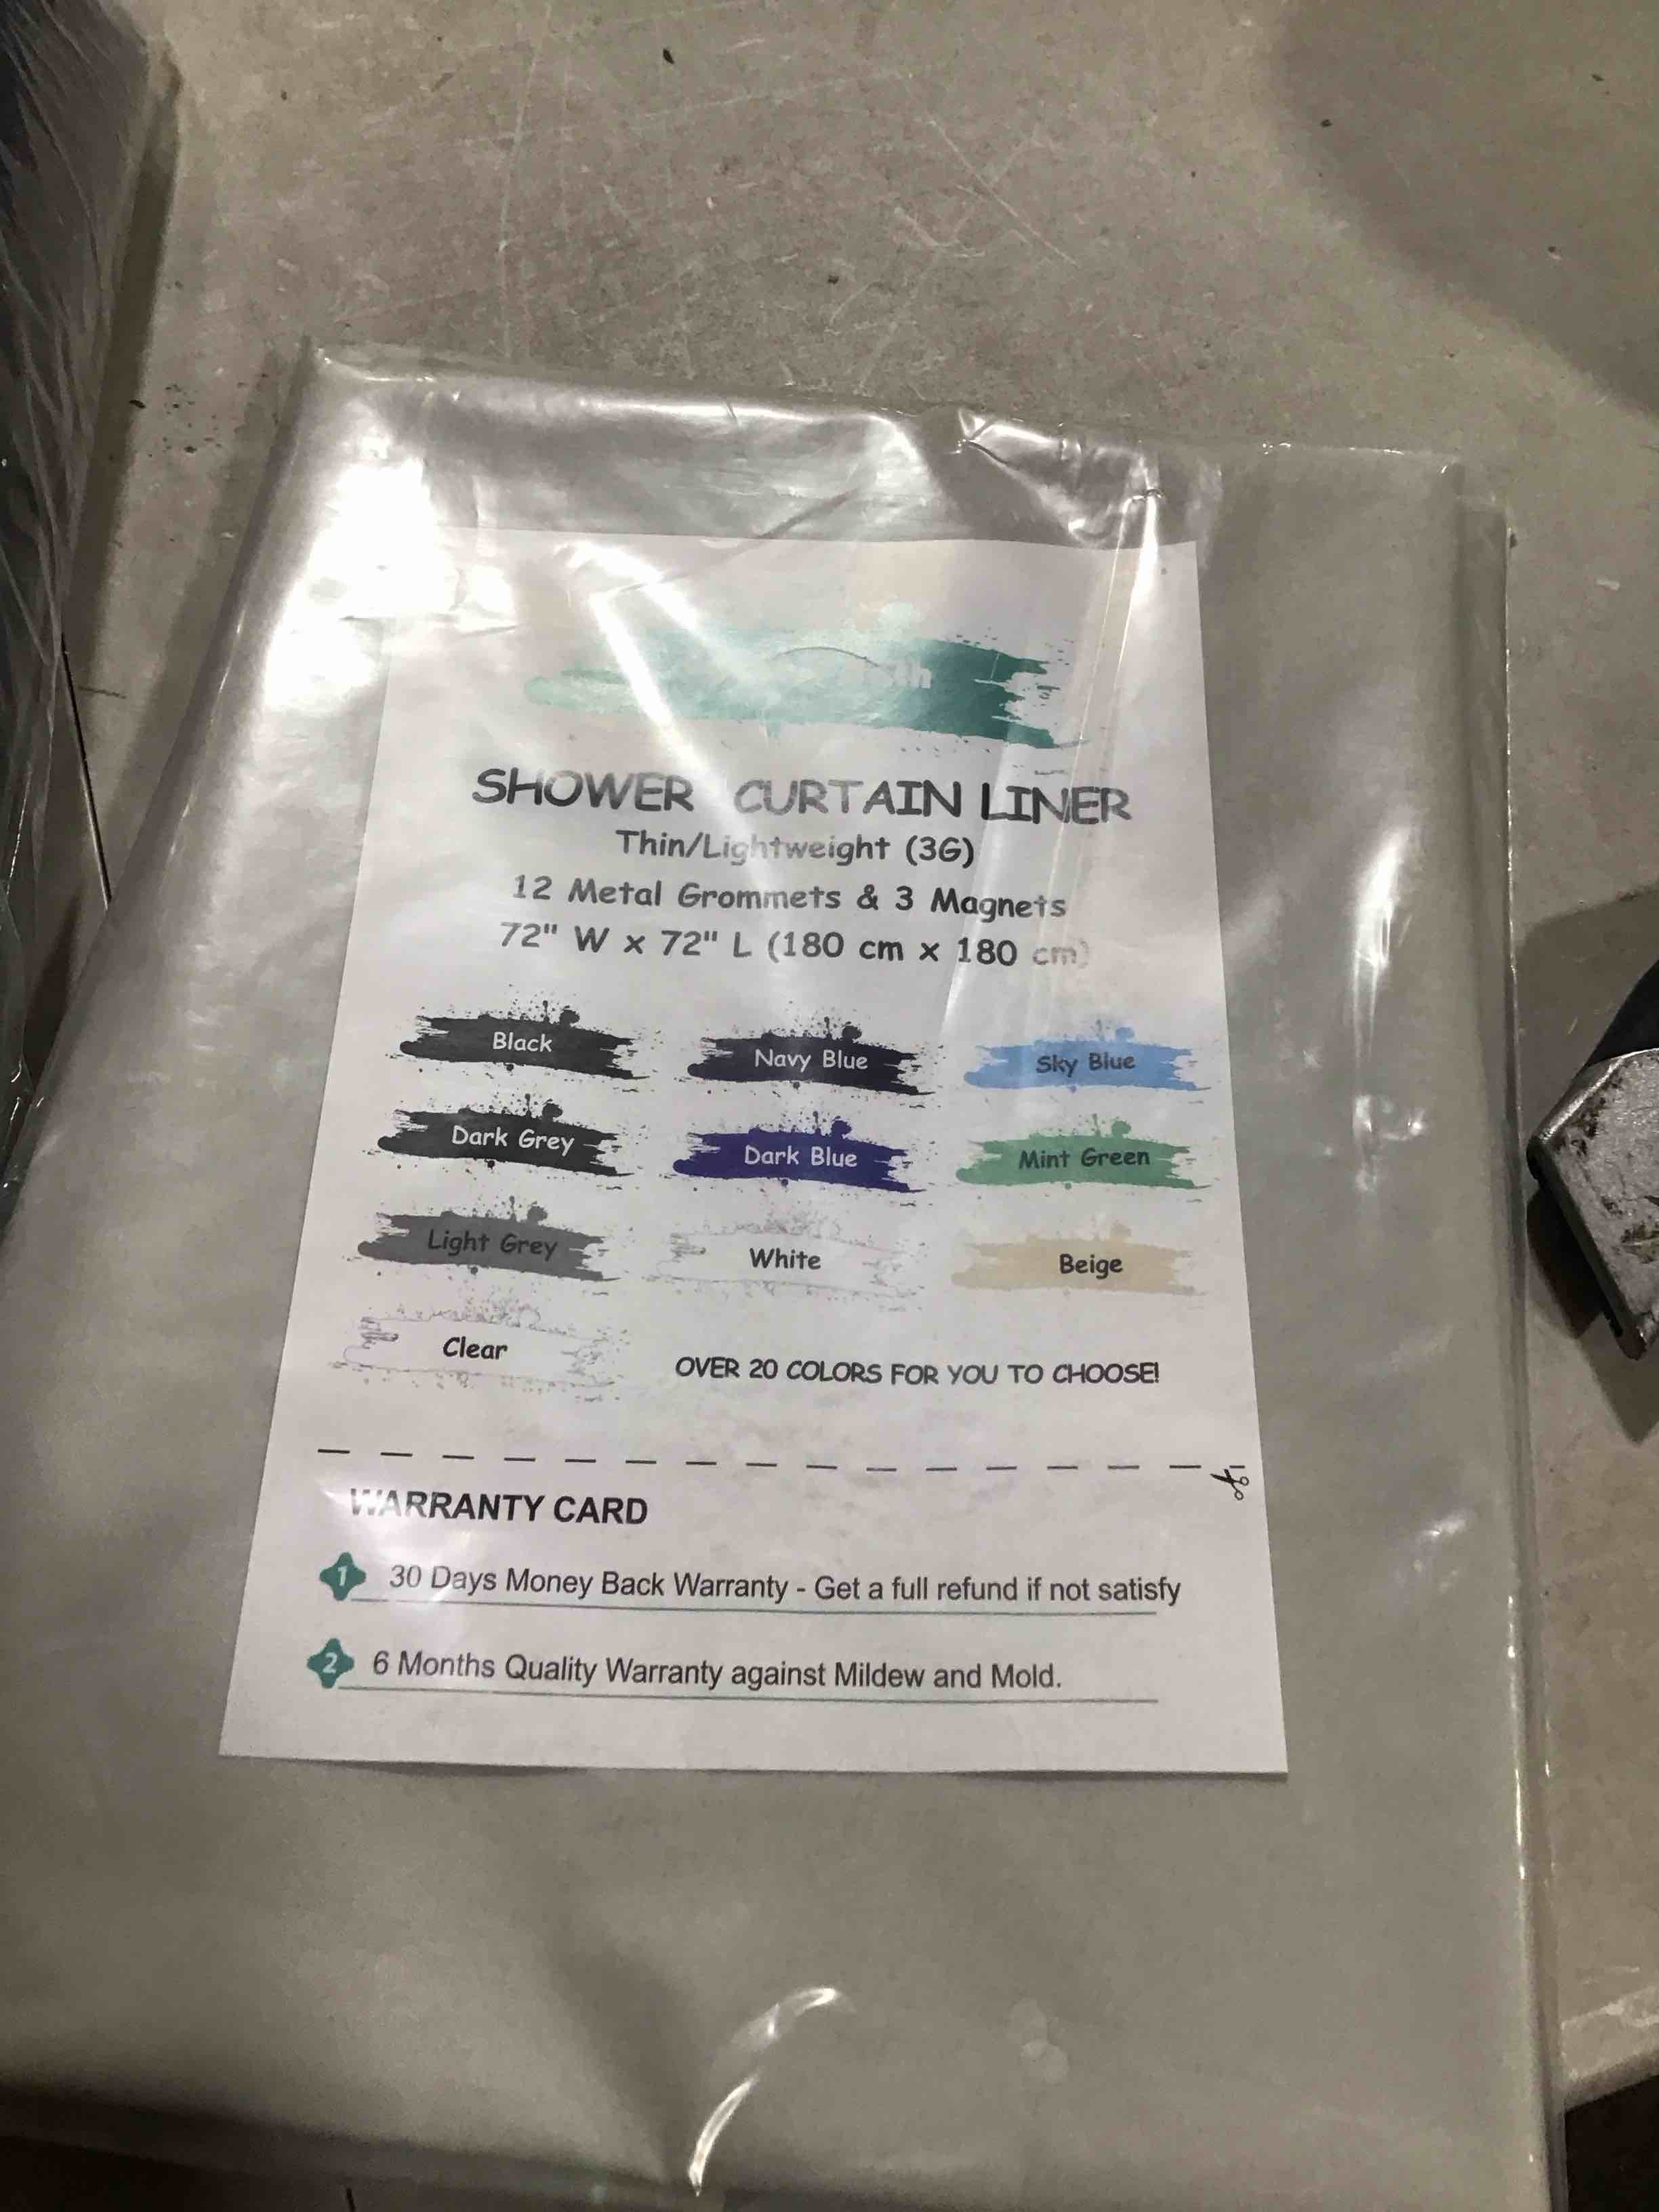 SHOWER CURTAIN LINER
Thin/Lightweight (3G)
12 Metal Grommets & 3 Magnets
72" W x 72" L (180 cm x 180 cm)
Black
Navy Blue
Sky Blue
Dark Grey
Dark Blue
Mint Green
Light Grey
White
Beige
Clear
OVER 20 COLORS FOR YOU TO CHOOSE!
WARRANTY CARD
1 30 Days Money Back Warranty - Get a full refund if not satisfy
2 6 Months Quality Warranty against Mildew and Mold.